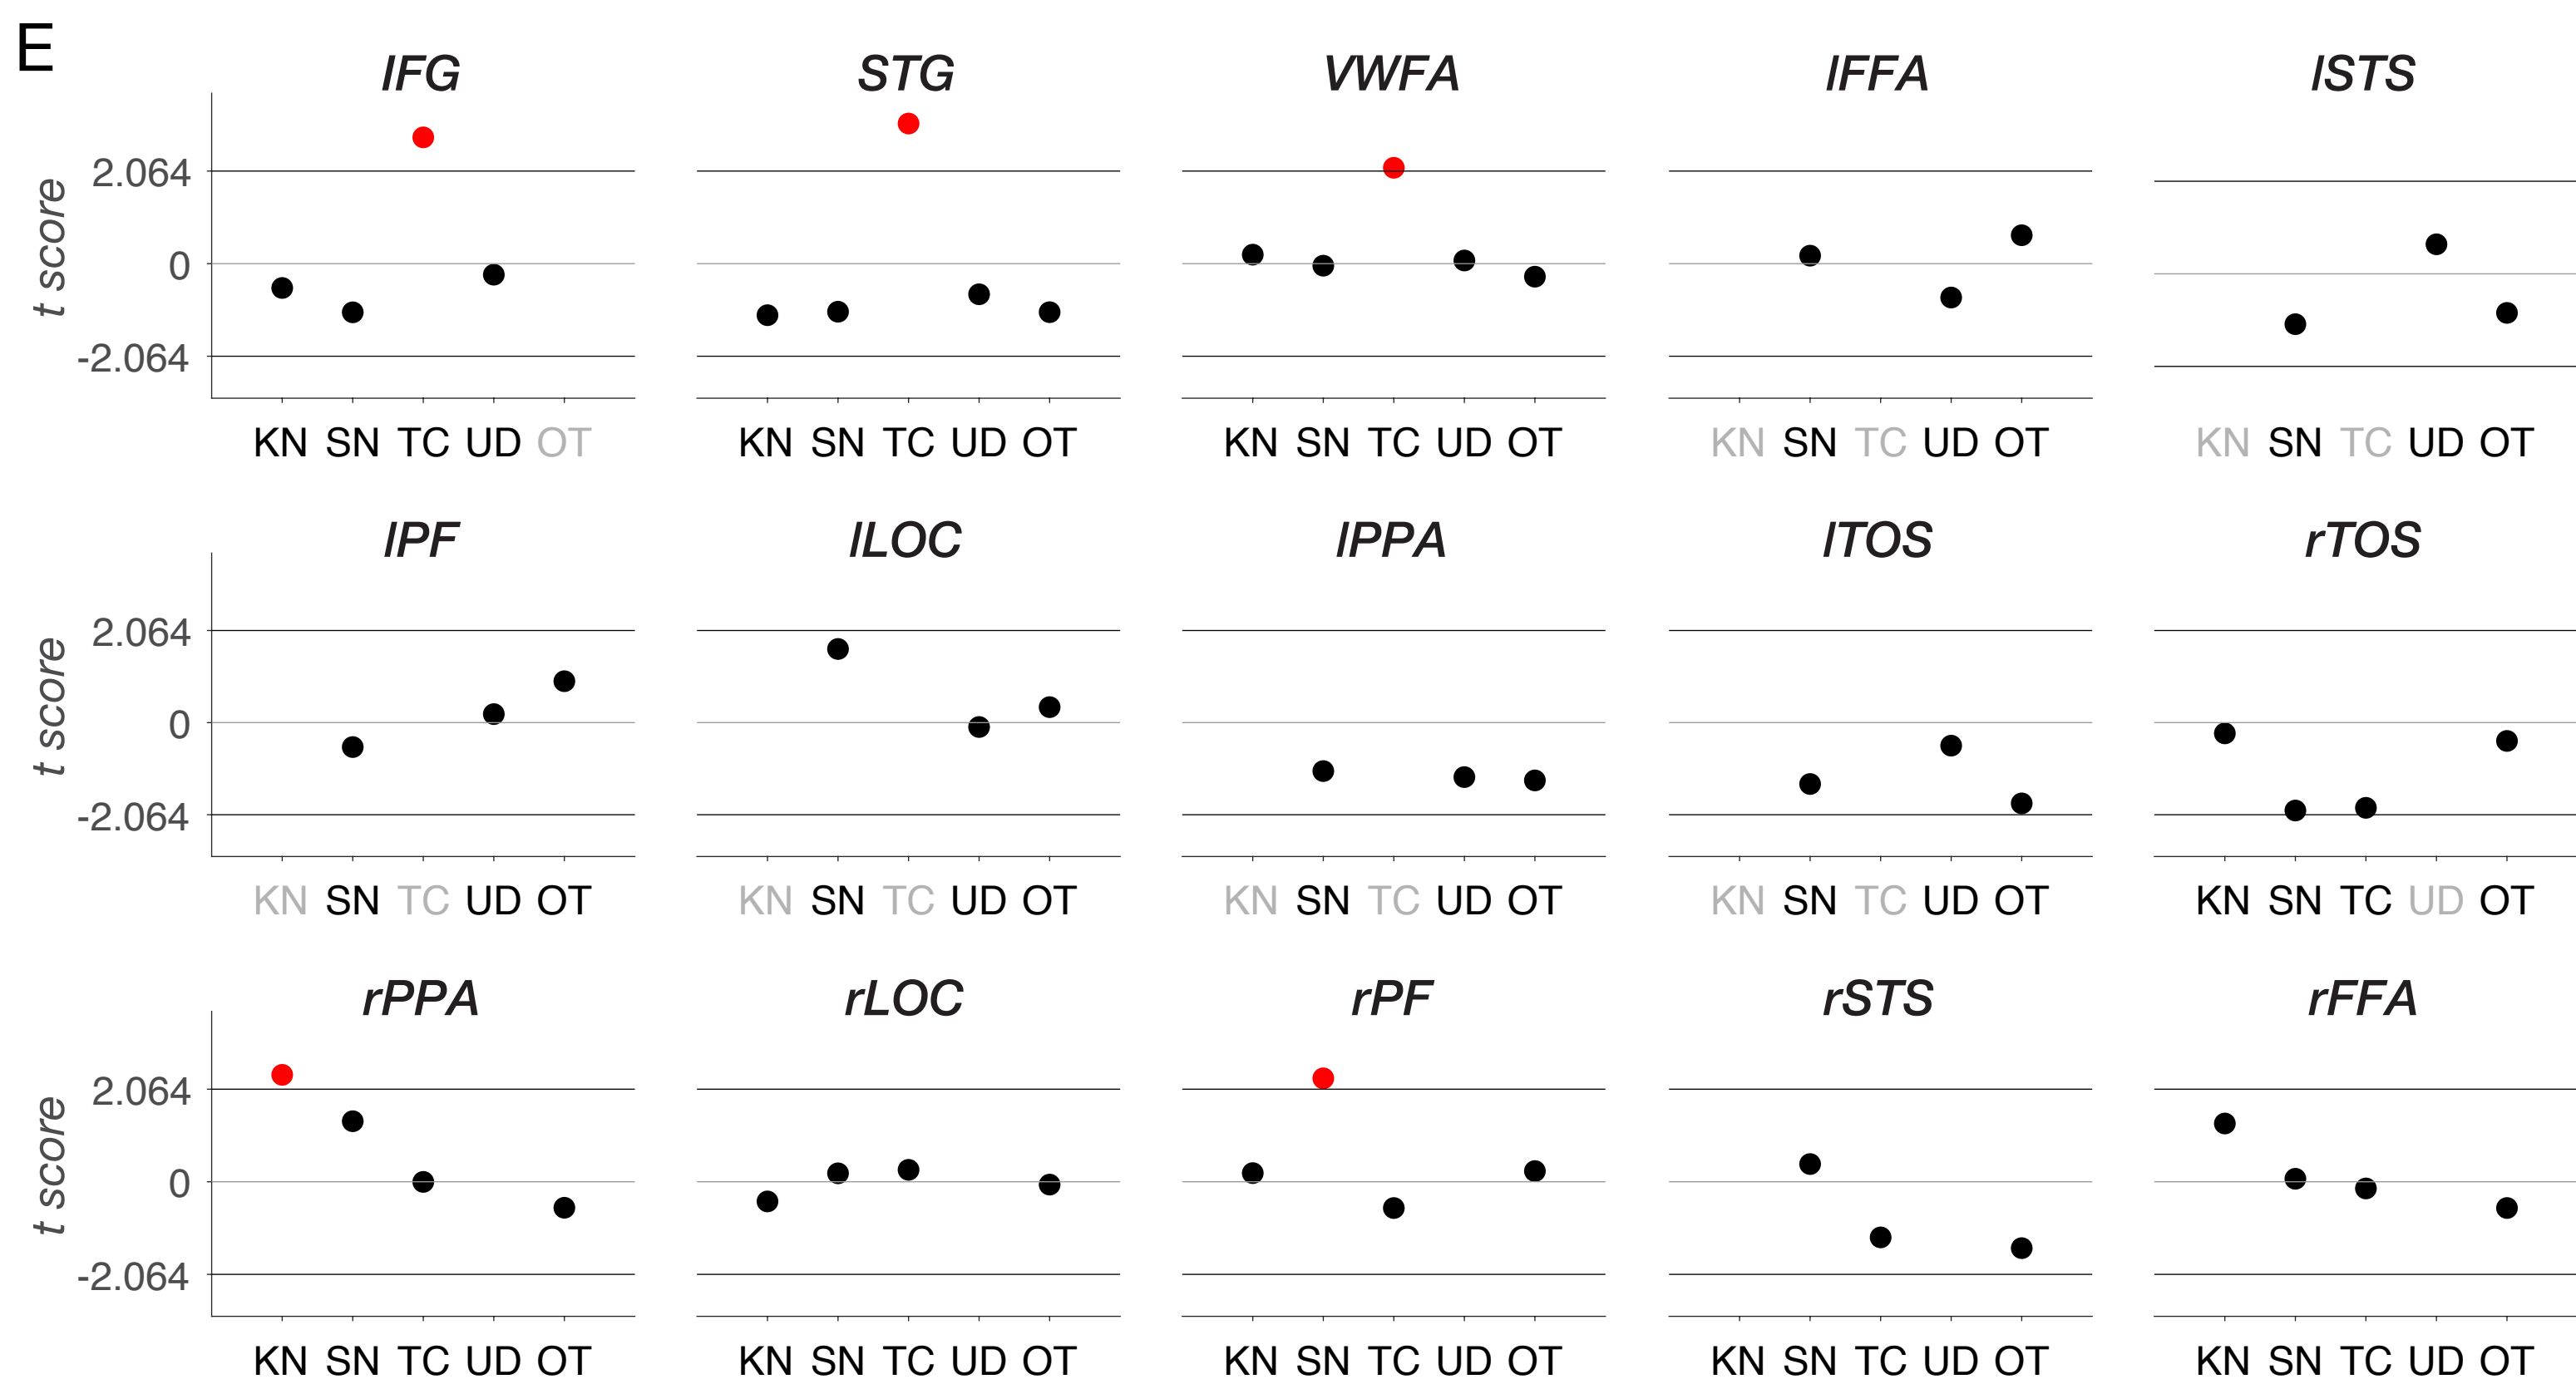 E
IFG STG VWFA lFFA lSTS
t score
2.064
0
-2.064
KN SN TC UD OT KN SN TC UD OT KN SN TC UD OT KN SN TC UD OT KN SN TC UD OT
lPF lLOC lPPA lTOS rTOS
t score
2.064
0
-2.064
KN SN TC UD OT KN SN TC UD OT KN SN TC UD OT KN SN TC UD OT KN SN TC UD OT
rPPA rLOC rPF rSTS rFFA
t score
2.064
0
-2.064
KN SN TC UD OT KN SN TC UD OT KN SN TC UD OT KN SN TC UD OT KN SN TC UD OT